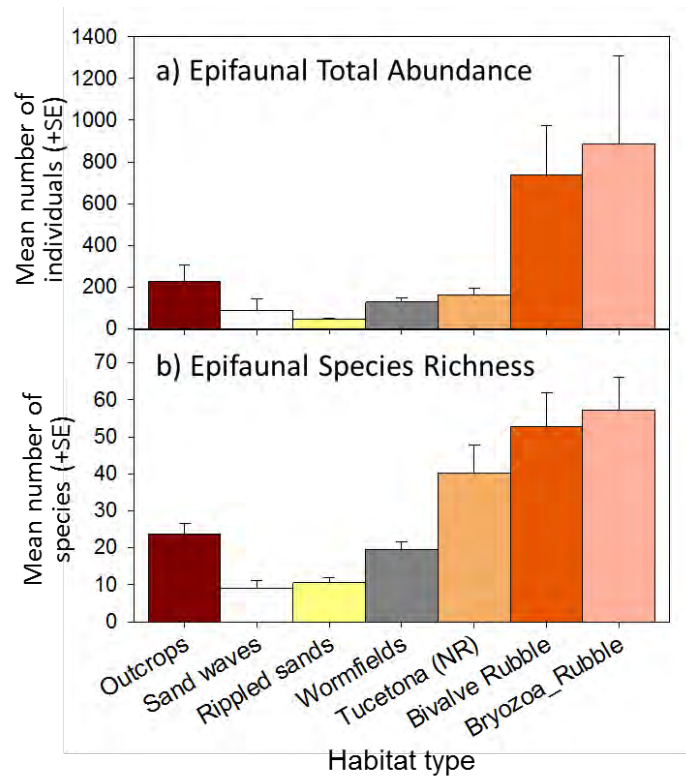 1400
a) Epifaunal Total Abundance
1200
1000
800
600
400
200
0
Mean number of
individuals (+SE)
b) Epifaunal Species Richness
70
60
50
40
30
20
10
0
Mean number of
species (+SE)
Outcrops
Sand waves
Rippled sands
Wormfields
Tucetona (NR)
Bivalve Rubble
Bryozoa_Rubble
Habitat type